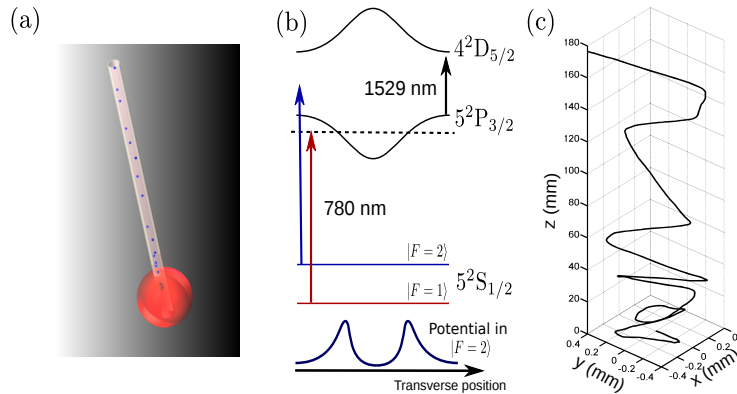 (a)
(b)
4²D₅/₂
1529 nm
5²P₃/₂
780 nm
|F = 2⟩
5²S₁/₂
|F = 1⟩
Potential in
|F = 2⟩
Transverse position
(c)
180
160
140
120
100
80
60
40
20
0
z (mm)
0.4
0.2
0
-0.2
-0.4
y (mm)
-0.4
-0.2
0
0.2
x (mm)